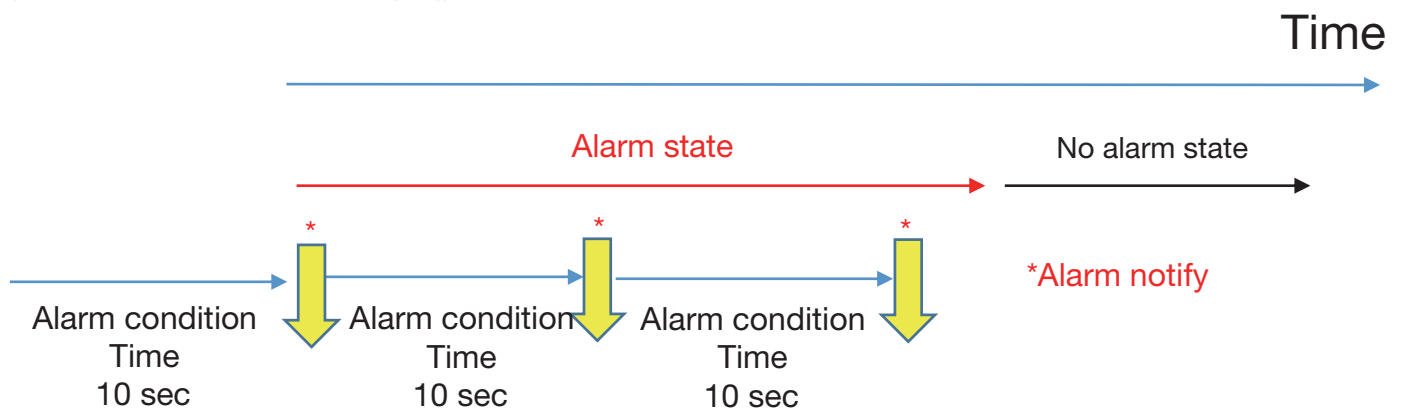 Time
Alarm state
No alarm state
*
*
*
*Alarm notify
Alarm condition
Time
10 sec
Alarm condition
Time
10 sec
Alarm condition
Time
10 sec